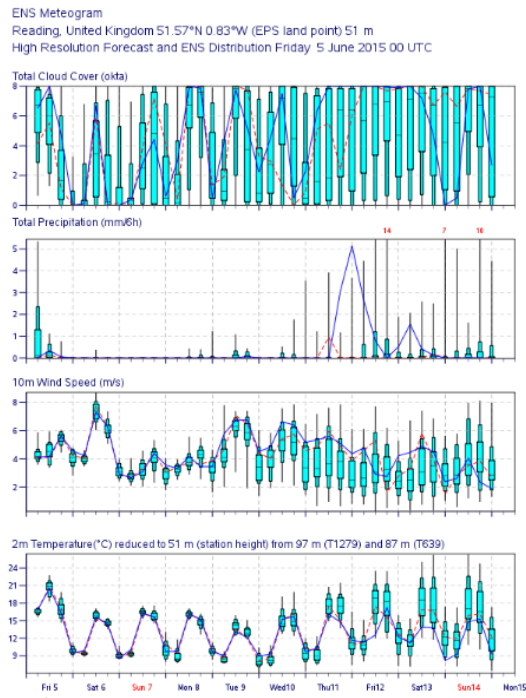 ENS Meteogram
Reading, United Kingdom 51.57°N 0.83°W (EPS land point) 51 m
High Resolution Forecast and ENS Distribution Friday 5 June 2015 00 UTC
Total Cloud Cover (okta)
8
6
4
2
0
Total Precipitation (mm/6h)
14 7 10
5
4
3
2
1
0
10m Wind Speed (m/s)
8
6
4
2
2m Temperature(°C) reduced to 51 m (station height) from 97 m (T1279) and 87 m (T639)
24
21
18
15
12
9
Fri 5 Sat 6 Sun 7 Mon 8 Tue 9 Wed10 Thu11 Fri12 Sat13 Sun14 Mon15